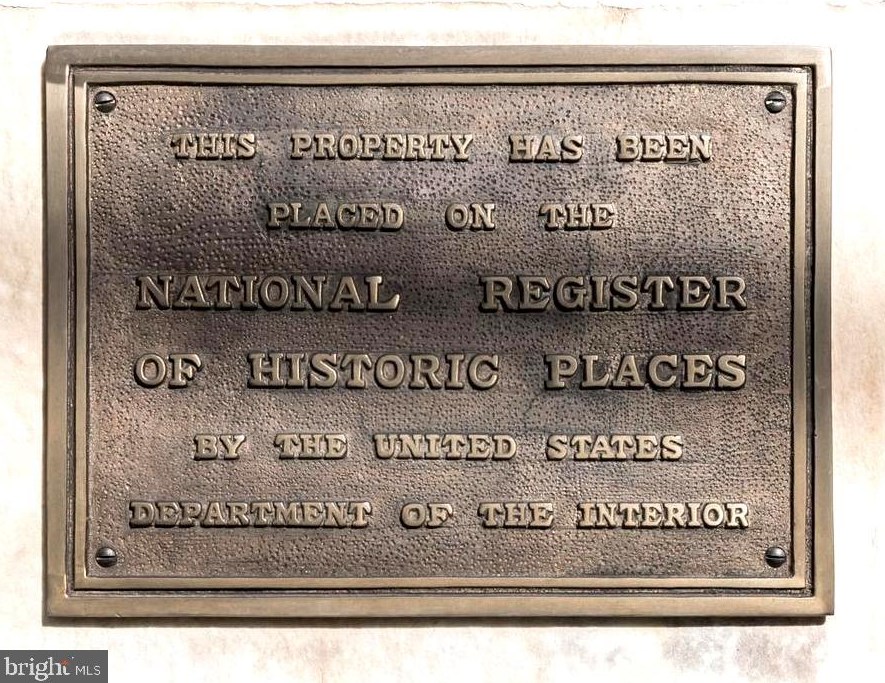 THIS PROPERTY HAS BEEN
PLACED ON THE
NATIONAL REGISTER
OF HISTORIC PLACES
BY THE UNITED STATES
DEPARTMENT OF THE INTERIOR
bright MLS